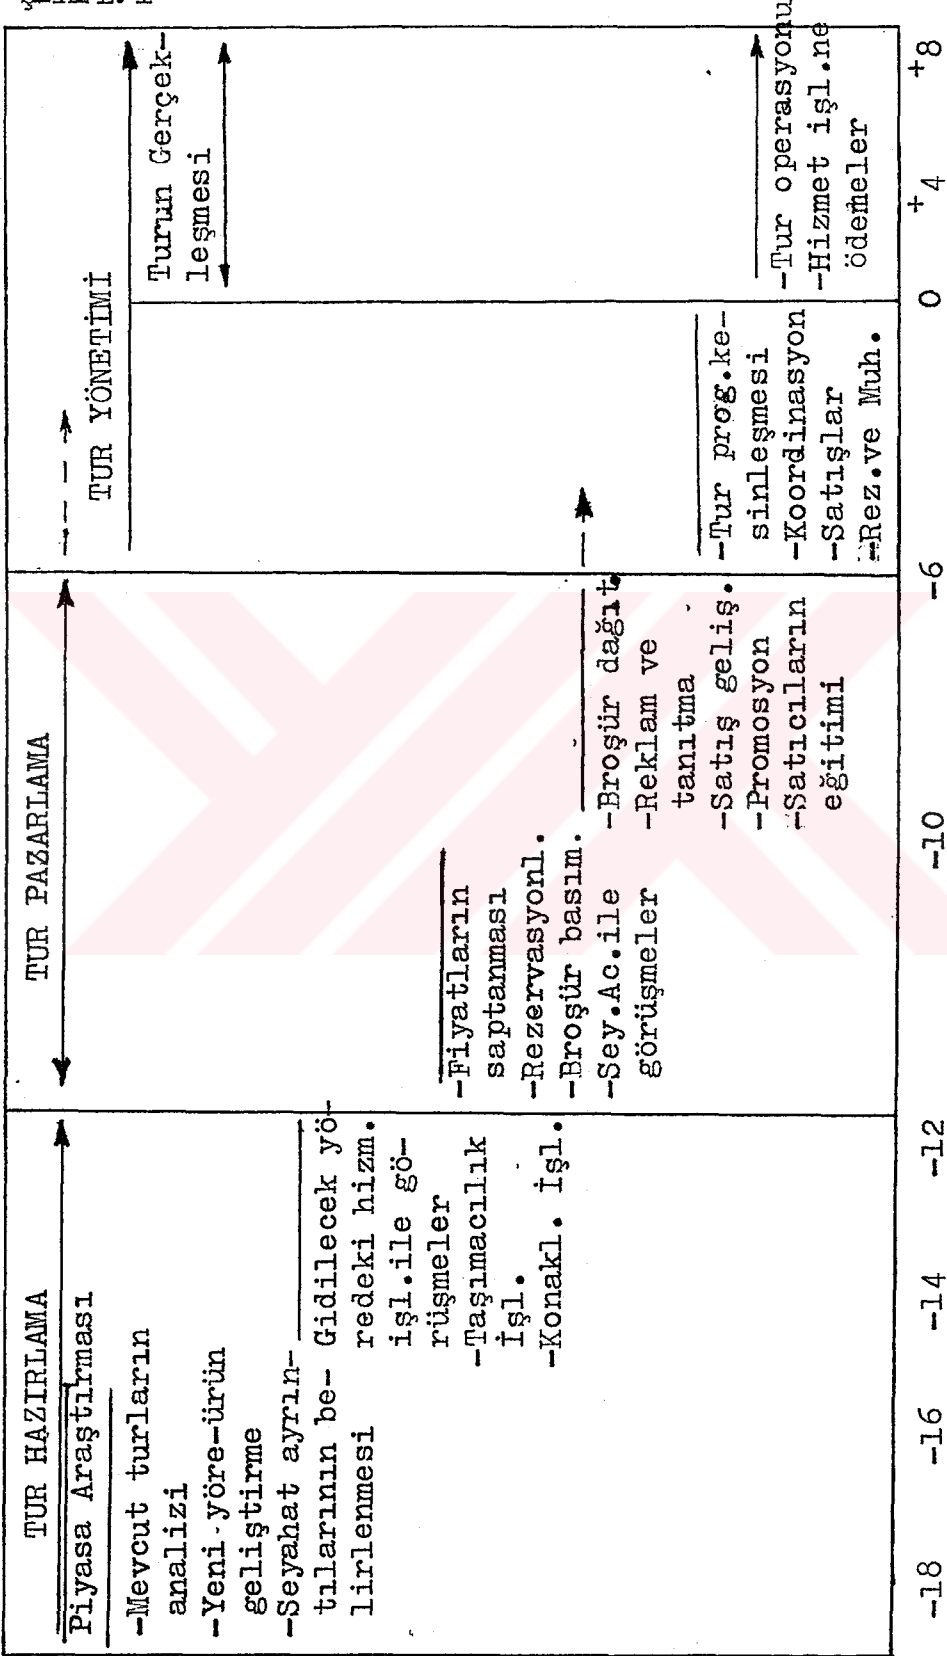 TUR HAZIRLAMA
Piyasa Araştırması
-Mevcut turların
analizi
-Yeni-yöre-ürün
geliştirme
-Seyahat ayrın-
tılarının be-
lirlenmesi
Gidilecek yö-
redeki hizm.
işl.ile gö-
rüşmeler
-Taşımacılık
İşl.
-Konakl. İşl.
TUR PAZARLAMA
-Fiyatların
saptanması
-Rezervasyonl.
-Broşür basım.
-Sey.Ac.ile
görüşmeler
-Broşür dağıt.
-Reklam ve
tanıtma
-Satış geliş.
-Promosyon
-Satıcıların
eğitimi
TUR YÖNETİMİ
-Tur prog.ke-
sinleşmesi
-Koordinasyon
-Satışlar
-Rez.ve Muh.
Turun Gerçek-
leşmesi
-Tur operasyonu
-Hizmet işl.ne
ödemeler
-18 -16 -14 -12 -10 -6 0 +4 +8